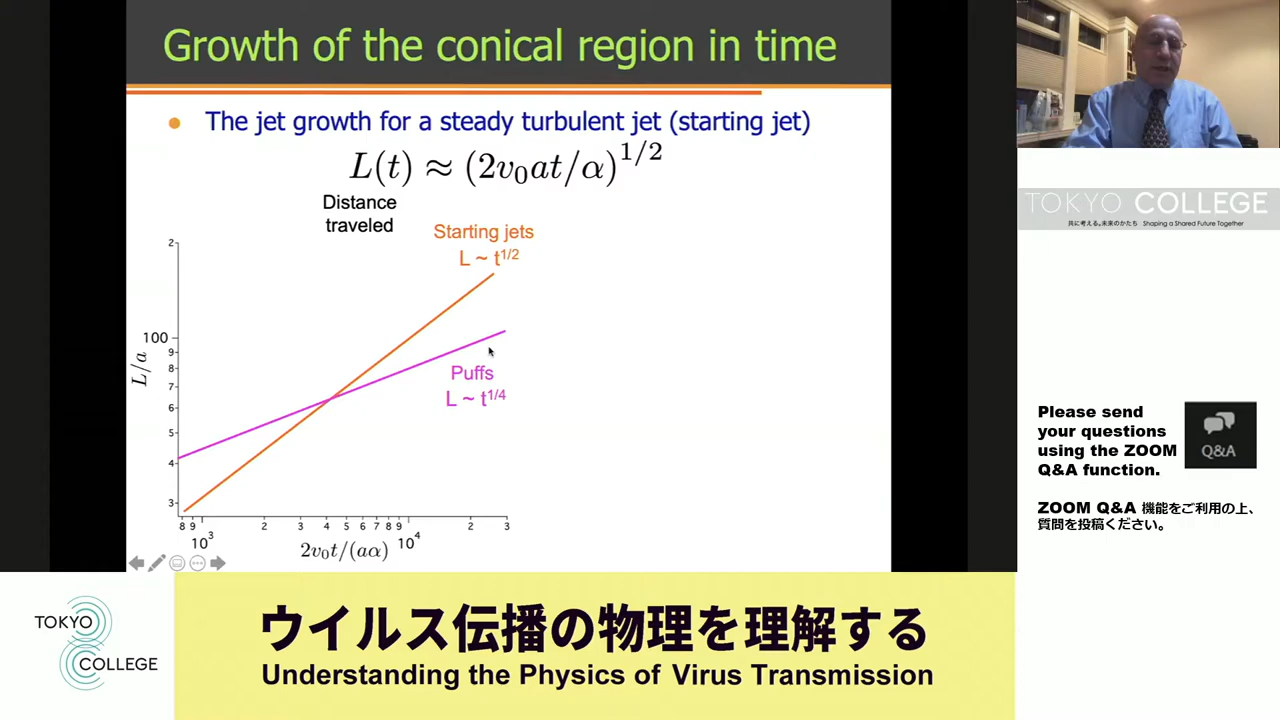 Growth of the conical region in time
The jet growth for a steady turbulent jet (starting jet)
L(t) ≈ (2v₀at/α)^{1/2}
Distance
traveled
Starting jets
L ~ t^{1/2}
Puffs
L ~ t^{1/4}
2
100
9
8
7
6
5
4
3
L/a
8 9 2 3 4 5 6 7 8 9 2 3
10³ 10⁴
2v₀t/(aα)
TOKYO COLLEGE
共に考える。未来のかたち Shaping a Shared Future Together
Please send
your questions
using the ZOOM
Q&A function.
Q&A
ZOOM Q&A 機能をご利用の上、
質問を投稿ください。
TOKYO
COLLEGE
ウイルス伝播の物理を理解する
Understanding the Physics of Virus Transmission